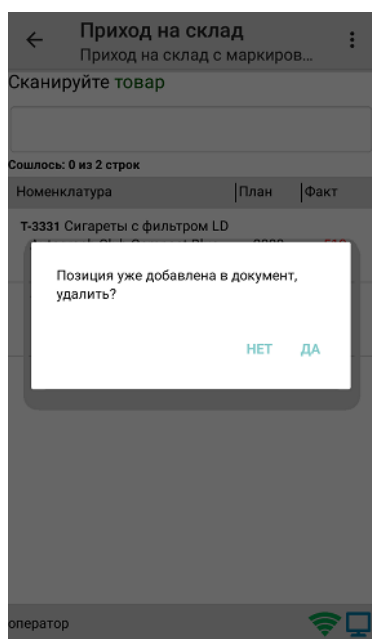 Приход на склад
Приход на склад с маркиров...
Сканируйте товар
Сошлось: 0 из 2 строк
Номенклатура План Факт
Т-3331 Сигареты с фильтром LD
Позиция уже добавлена в документ,
удалить?
НЕТ ДА
оператор